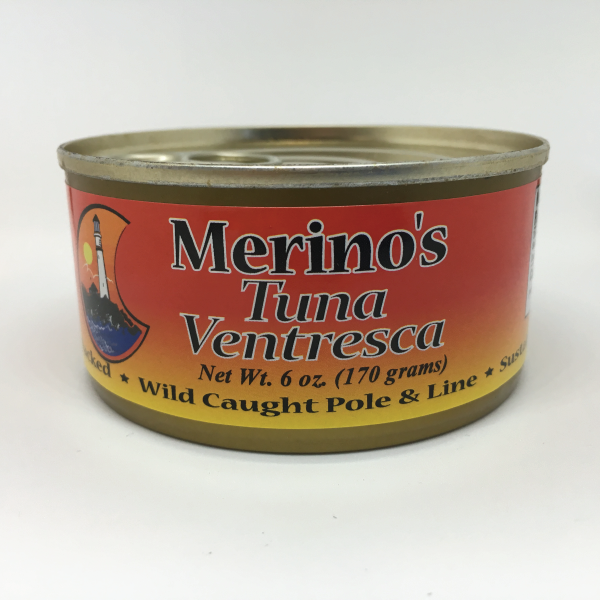 Merino's
Tuna
Ventresca
Net Wt. 6 oz. (170 grams)
★ Wild Caught Pole & Line ★